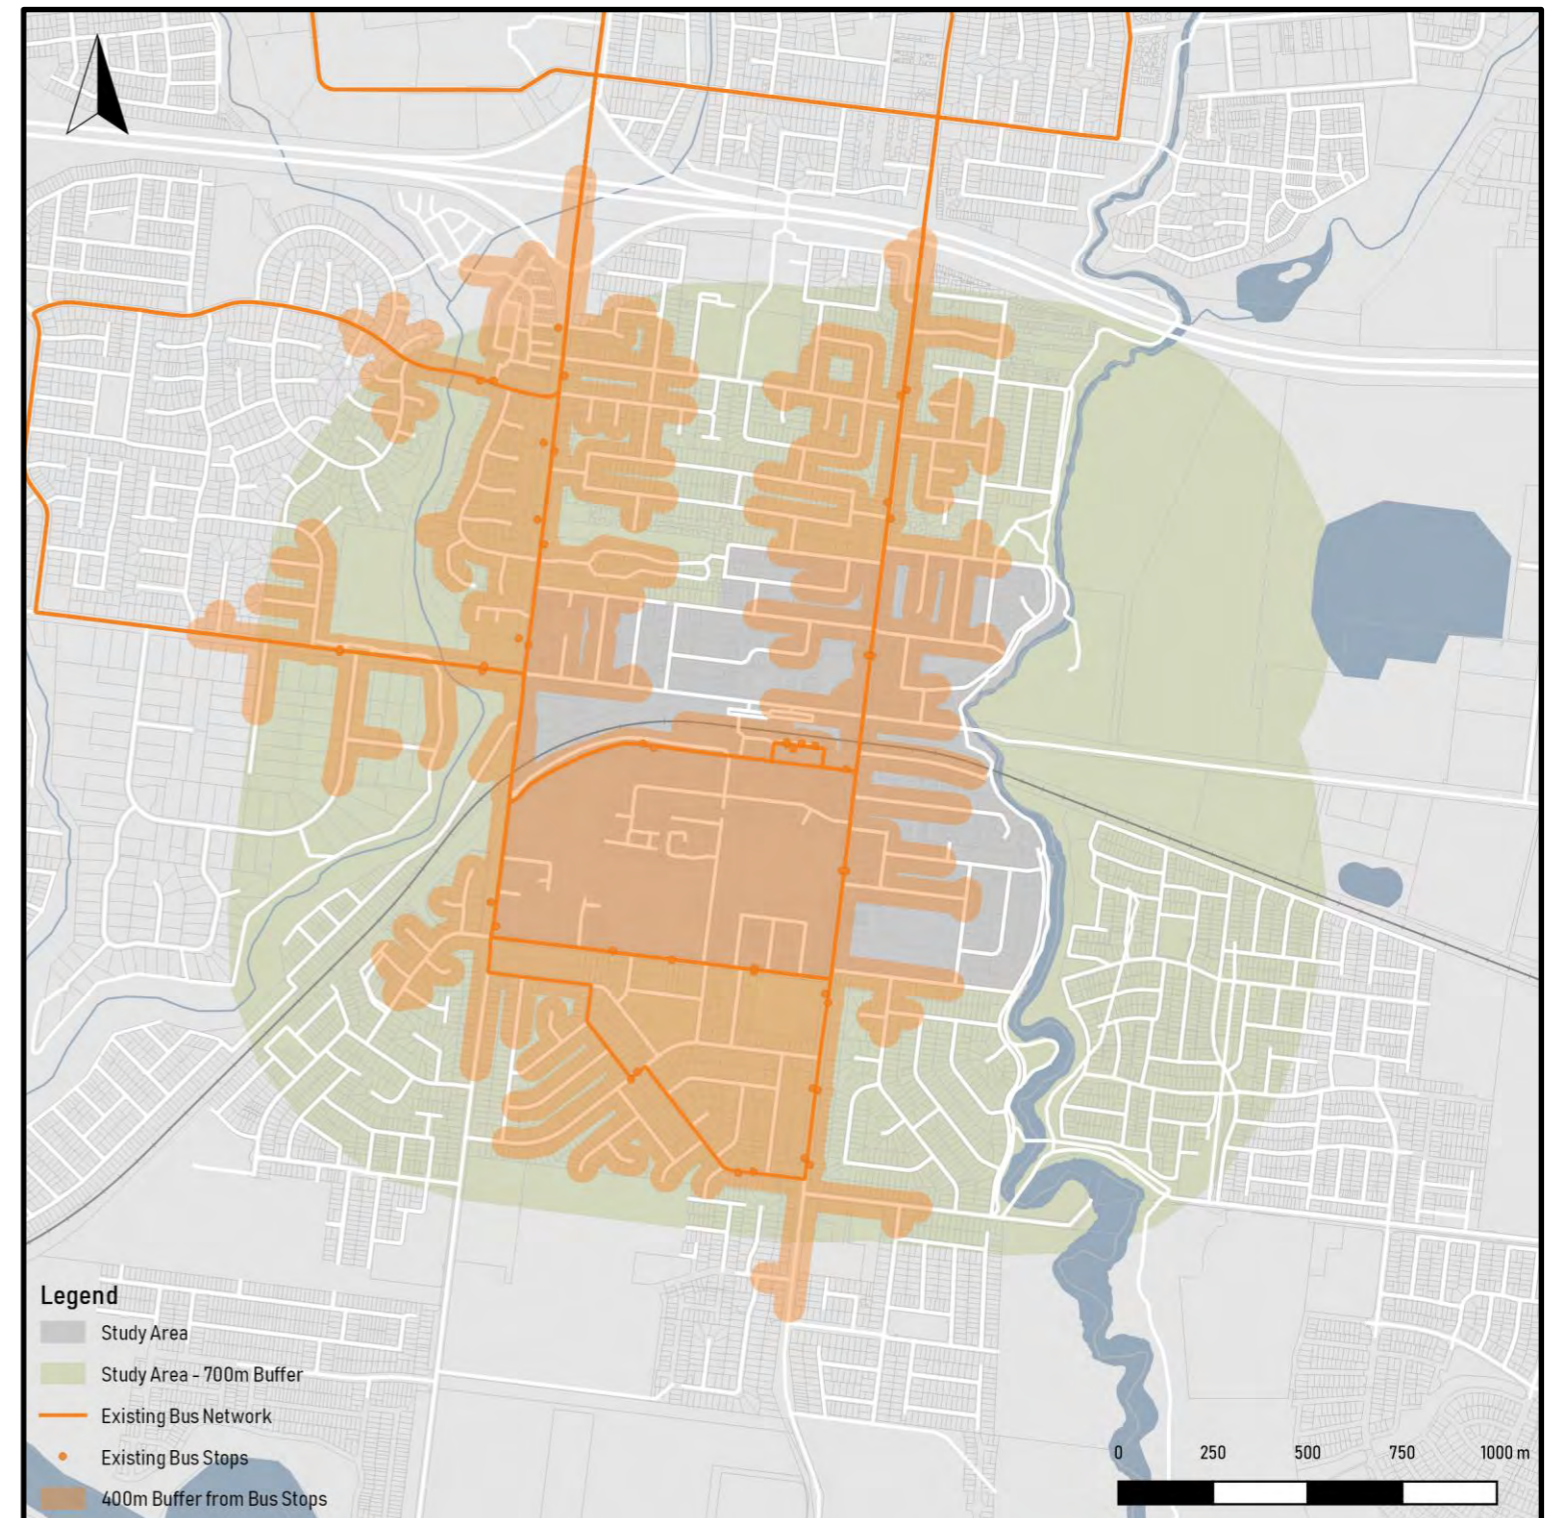 Legend
Study Area
Study Area - 700m Buffer
Existing Bus Network
Existing Bus Stops
400m Buffer from Bus Stops
0 250 500 750 1000 m